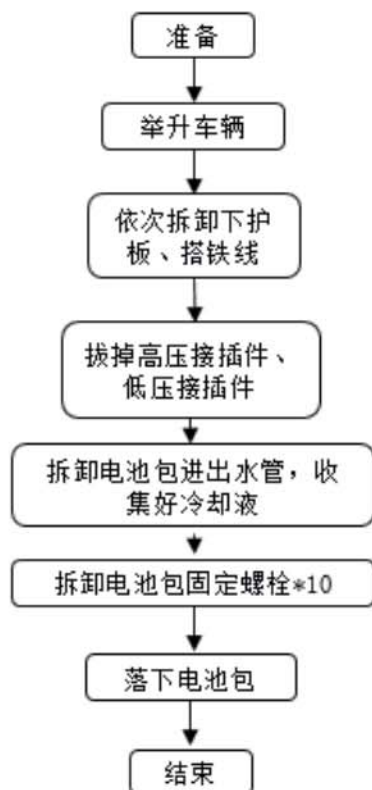 准备
举升车辆
依次拆卸下护
板、搭铁线
拔掉高压接插件、
低压接插件
拆卸电池包进出水管，收
集好冷却液
拆卸电池包固定螺栓*10
落下电池包
结束